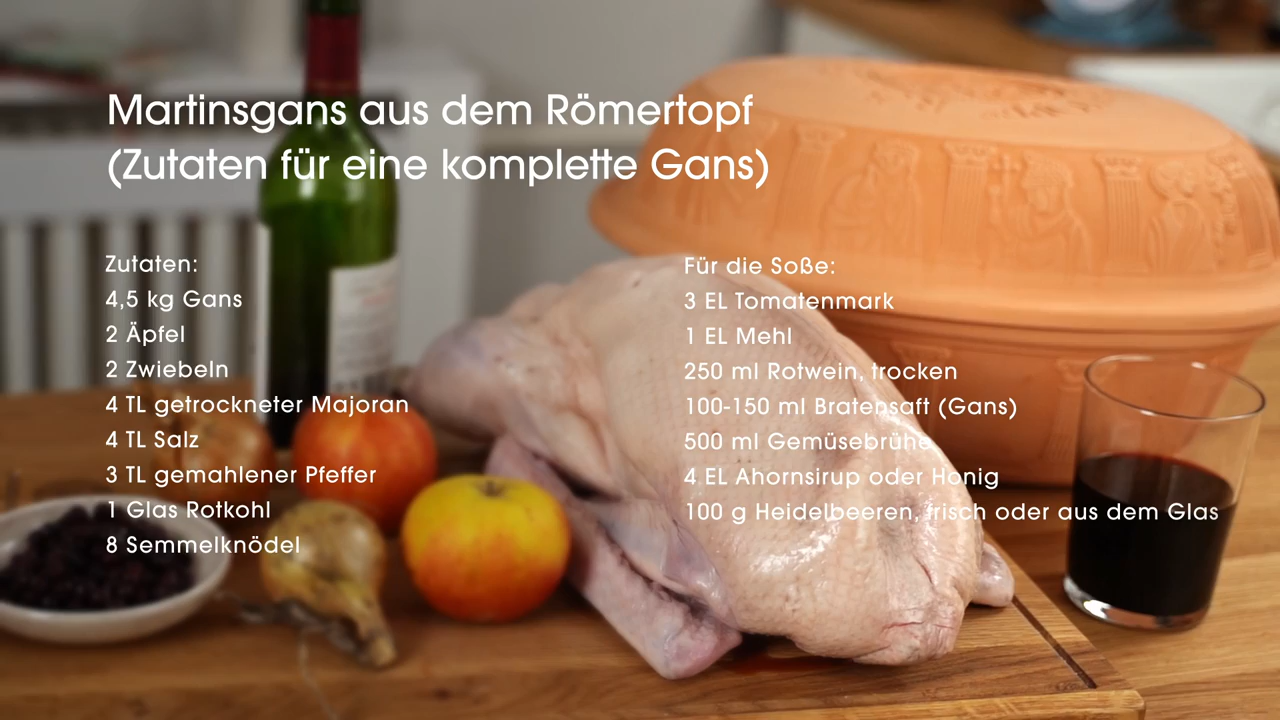 Martinsgans aus dem Römertopf
(Zutaten für eine komplette Gans)
Zutaten:
4,5 kg Gans
2 Äpfel
2 Zwiebeln
4 TL getrockneter Majoran
4 TL Salz
3 TL gemahlener Pfeffer
1 Glas Rotkohl
8 Semmelknödel
Für die Soße:
3 EL Tomatenmark
1 EL Mehl
250 ml Rotwein, trocken
100-150 ml Bratensaft (Gans)
500 ml Gemüsebrühe
4 EL Ahornsirup oder Honig
100 g Heidelbeeren, frisch oder aus dem Glas